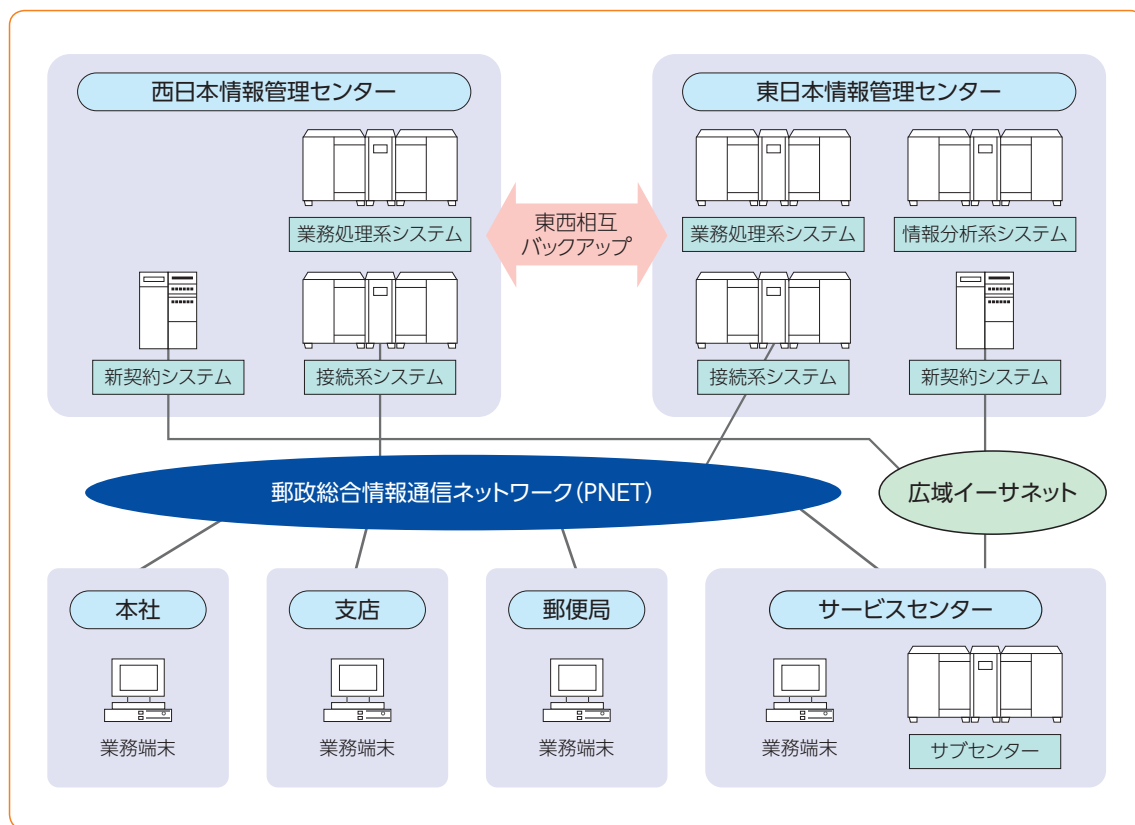 西日本情報管理センター
東日本情報管理センター
業務処理系システム
東西相互
バックアップ
業務処理系システム
情報分析系システム
新契約システム
接続系システム
接続系システム
新契約システム
郵政総合情報通信ネットワーク(PNET)
広域イーサネット
本社
支店
郵便局
サービスセンター
業務端末
業務端末
業務端末
業務端末
サブセンター